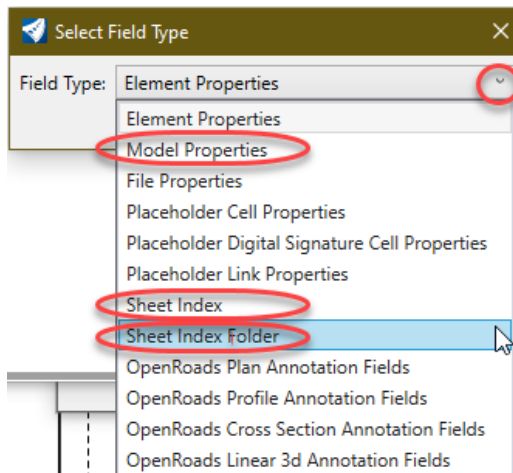 Select Field Type
Field Type: Element Properties
Element Properties
Model Properties
File Properties
Placeholder Cell Properties
Placeholder Digital Signature Cell Properties
Placeholder Link Properties
Sheet Index
Sheet Index Folder
OpenRoads Plan Annotation Fields
OpenRoads Profile Annotation Fields
OpenRoads Cross Section Annotation Fields
OpenRoads Linear 3d Annotation Fields